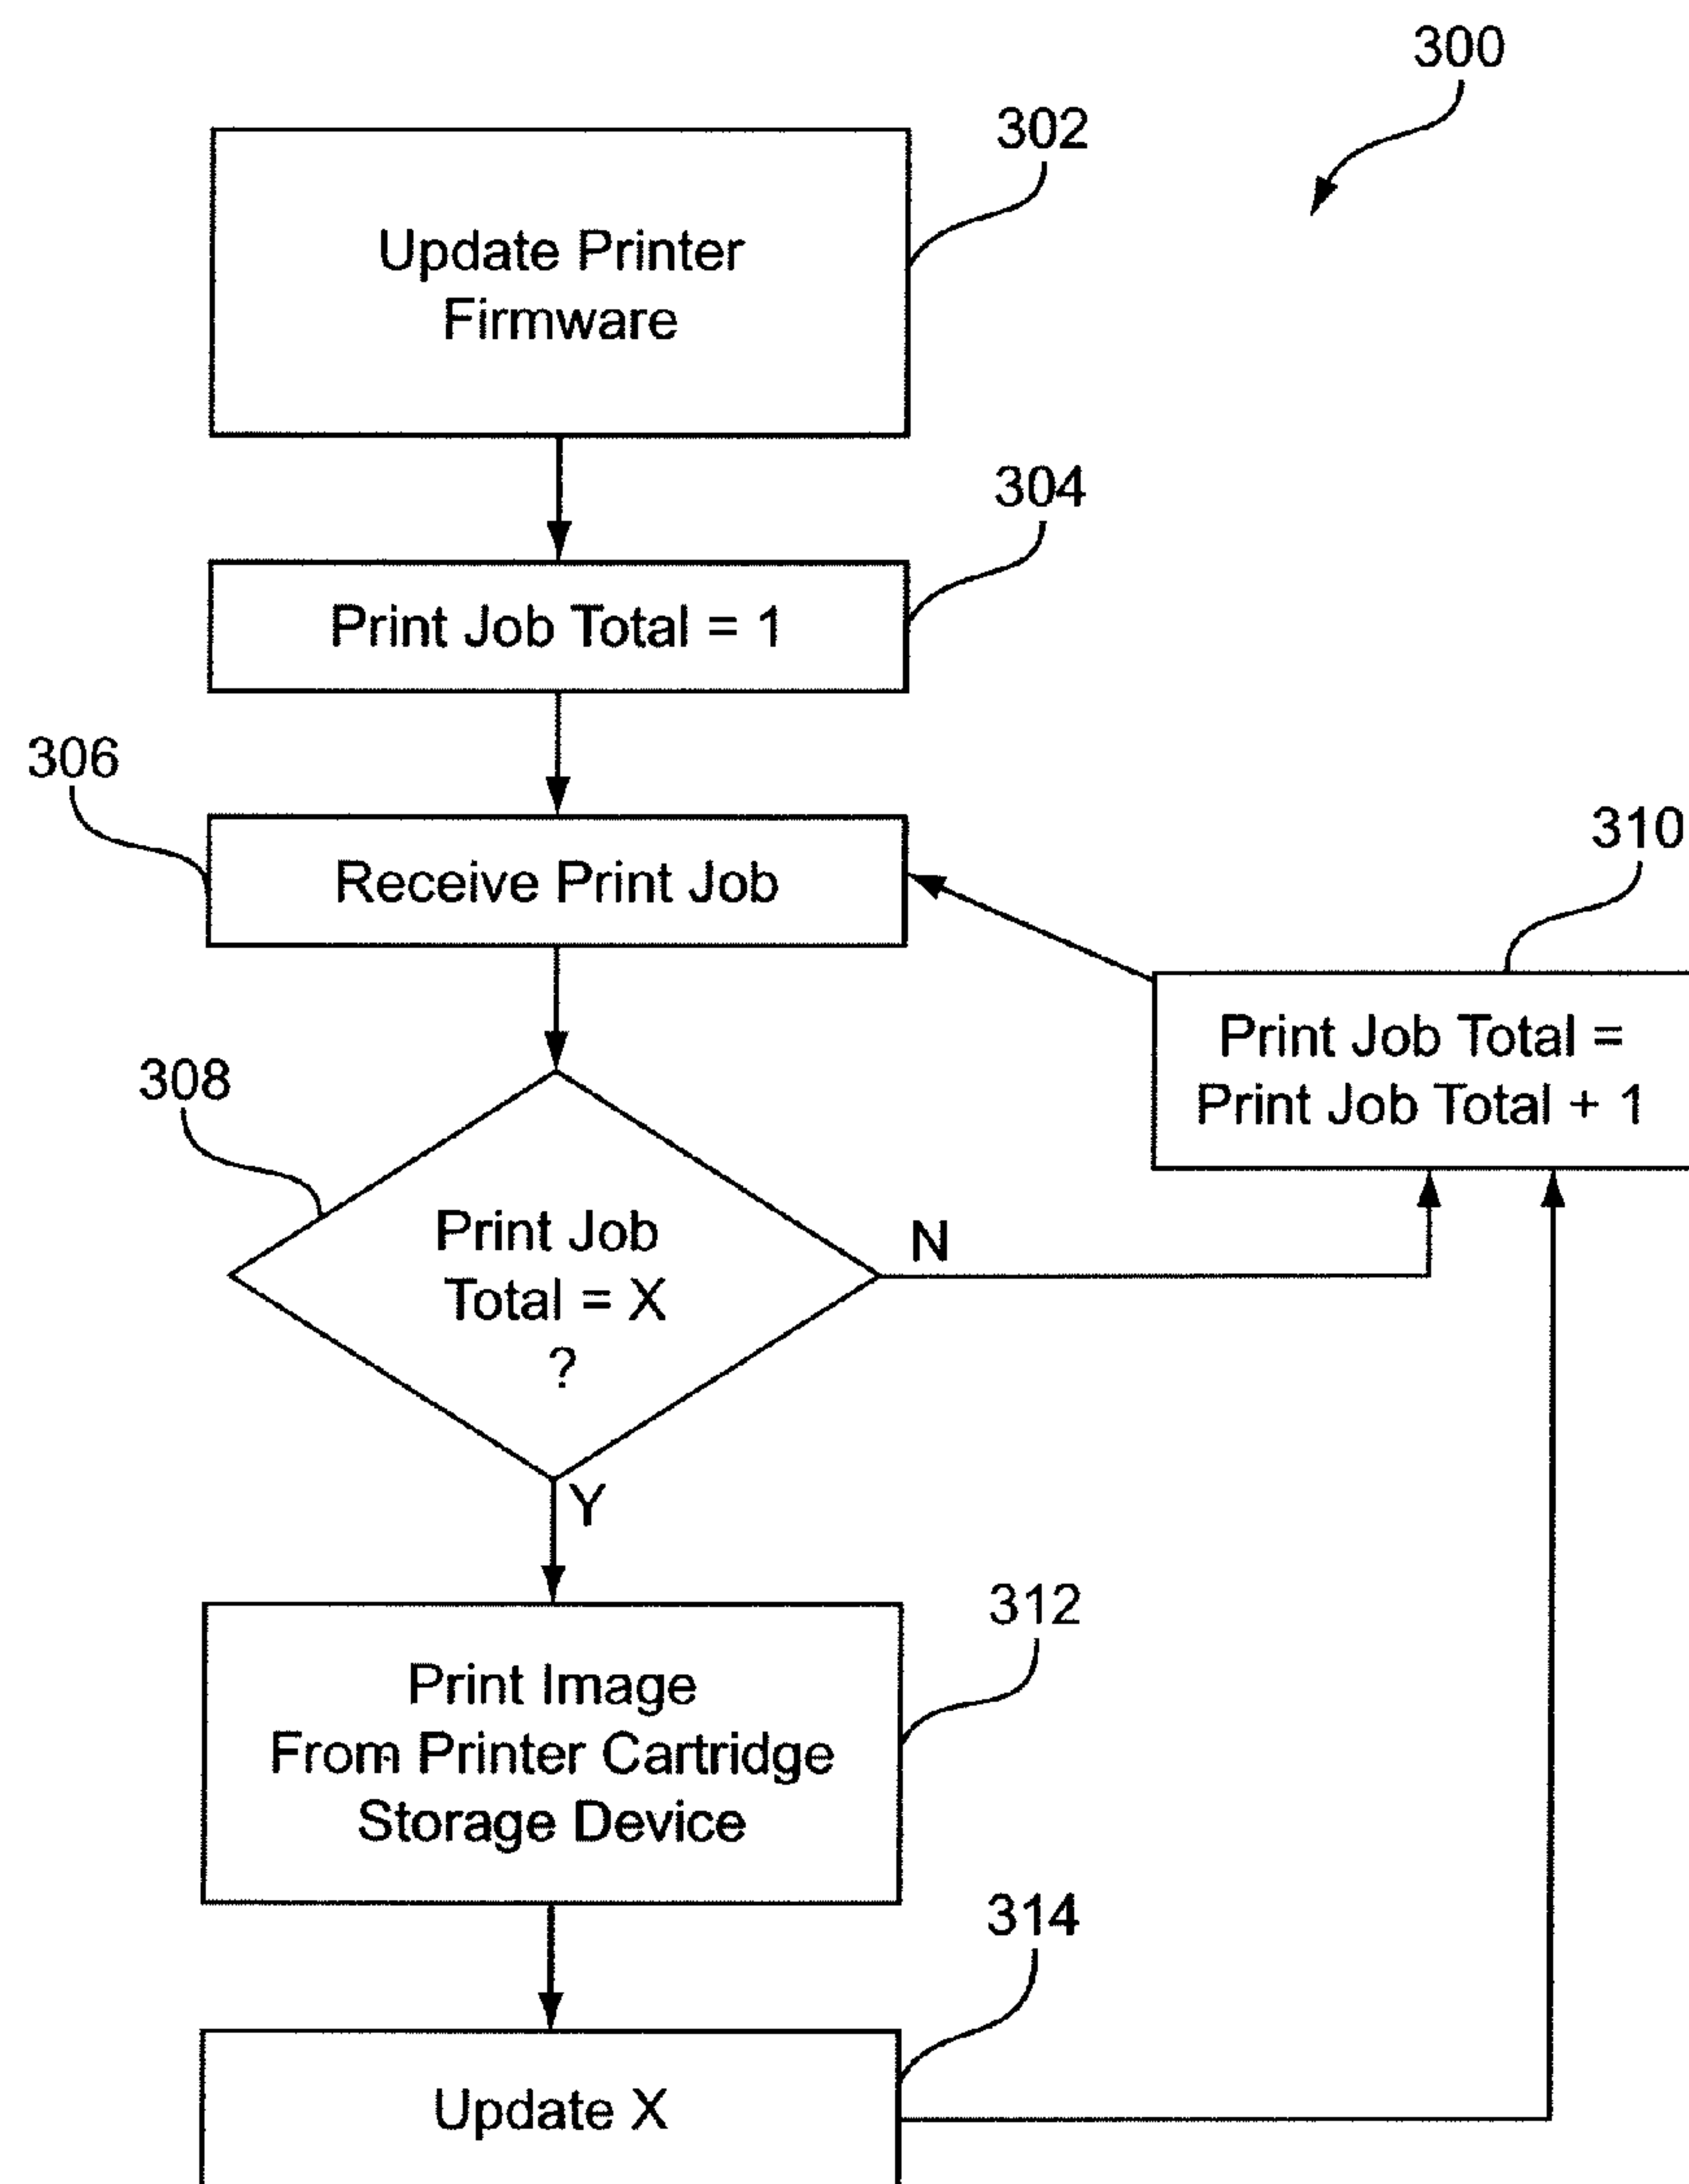 300
302
Update Printer
Firmware
304
Print Job Total = 1
306
Receive Print Job
310
Print Job Total =
Print Job Total + 1
308
Print Job
Total = X
?
N
Y
312
Print Image
From Printer Cartridge
Storage Device
314
Update X